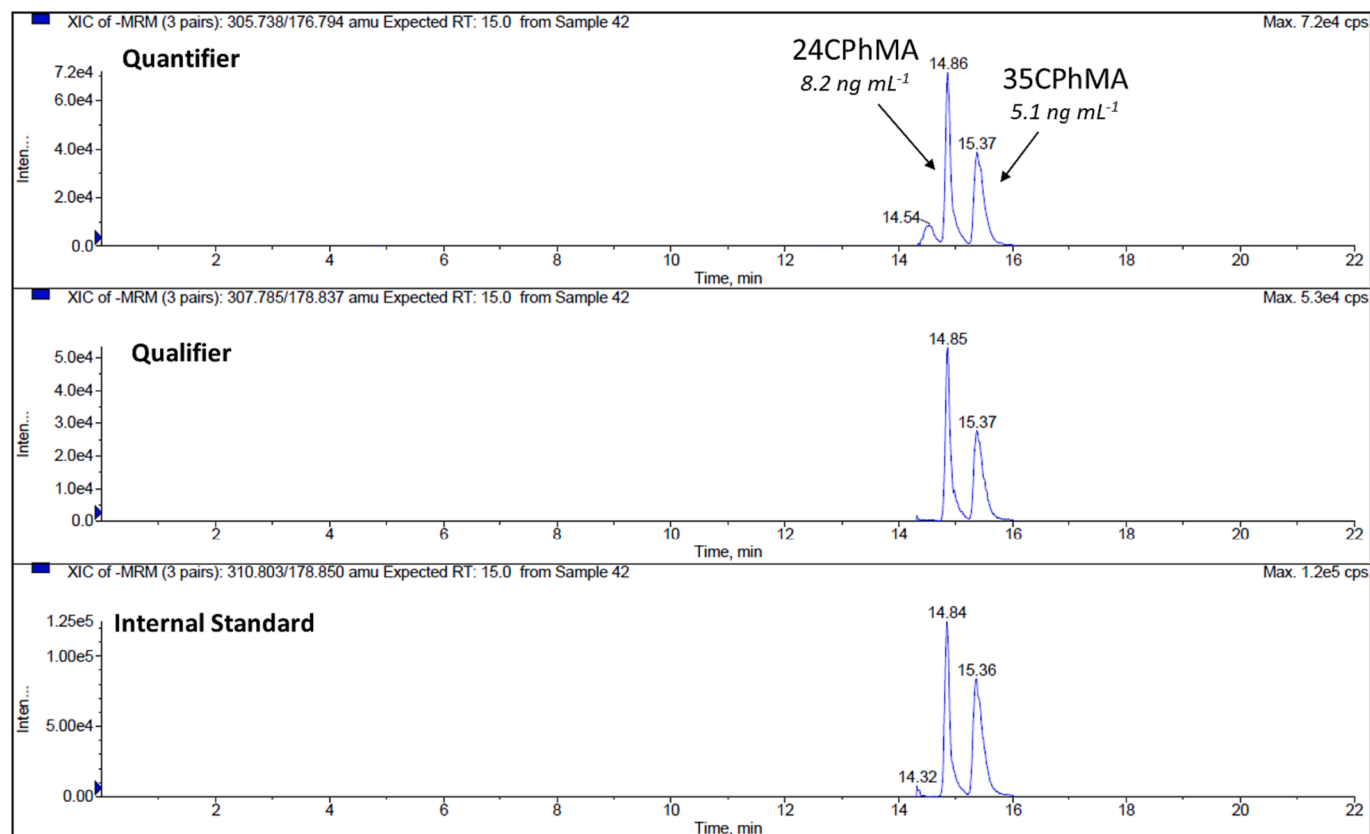 XIC of -MRM (3 pairs): 305.738/176.794 amu Expected RT: 15.0 from Sample 42
Max. 7.2e4 cps
Quantifier
24CPhMA
8.2 ng mL⁻¹
35CPhMA
5.1 ng mL⁻¹
14.86
15.37
14.54
7.2e4
6.0e4
4.0e4
2.0e4
0.0
Inten...
2 4 6 8 10 12 14 16 18 20 22
Time, min
XIC of -MRM (3 pairs): 307.785/178.837 amu Expected RT: 15.0 from Sample 42
Max. 5.3e4 cps
Qualifier
14.85
15.37
5.0e4
4.0e4
3.0e4
2.0e4
1.0e4
0.0
Inten...
2 4 6 8 10 12 14 16 18 20 22
Time, min
XIC of -MRM (3 pairs): 310.803/178.850 amu Expected RT: 15.0 from Sample 42
Max. 1.2e5 cps
Internal Standard
14.84
15.36
14.32
1.25e5
1.00e5
5.00e4
0.00
Inten...
2 4 6 8 10 12 14 16 18 20 22
Time, min